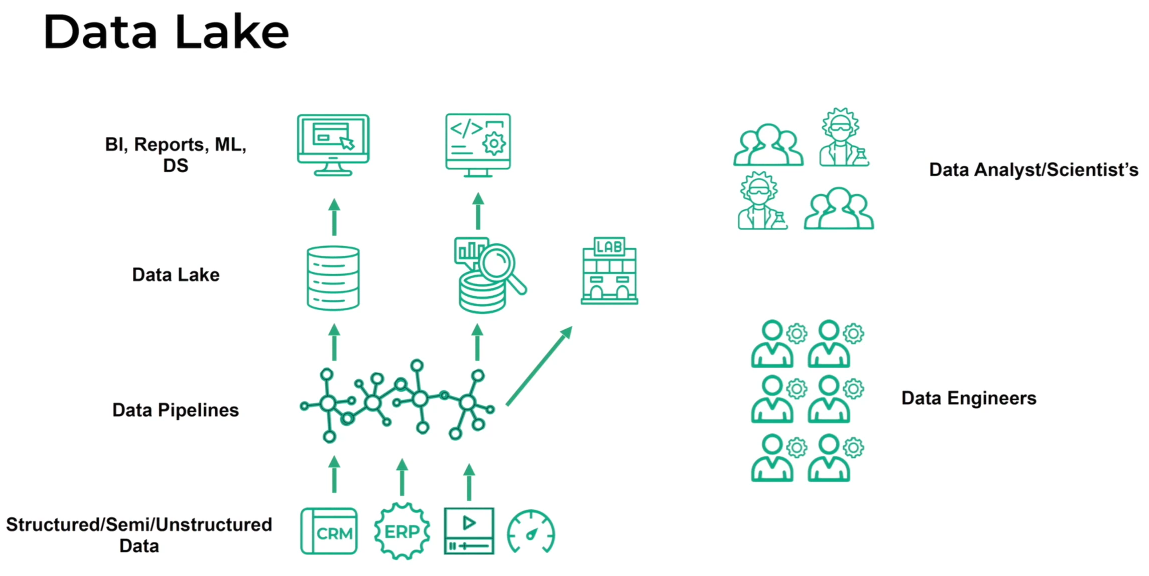 Data Lake
BI, Reports, ML,
DS
</>
Data Analyst/Scientist's
LAB
Data Lake
Data Pipelines
Data Engineers
Structured/Semi/Unstructured
Data
CRM
ERP